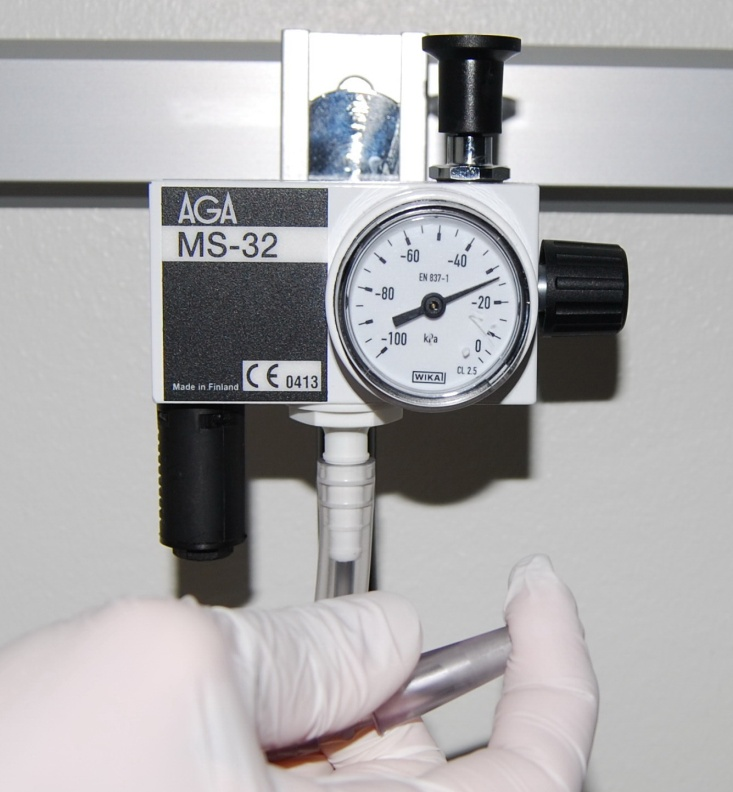 AGA
MS-32
Made in Finland
CE 0413
-60
-40
EN 837-1
-80
-20
-100
kPa
0
CL 2.5
WIKA